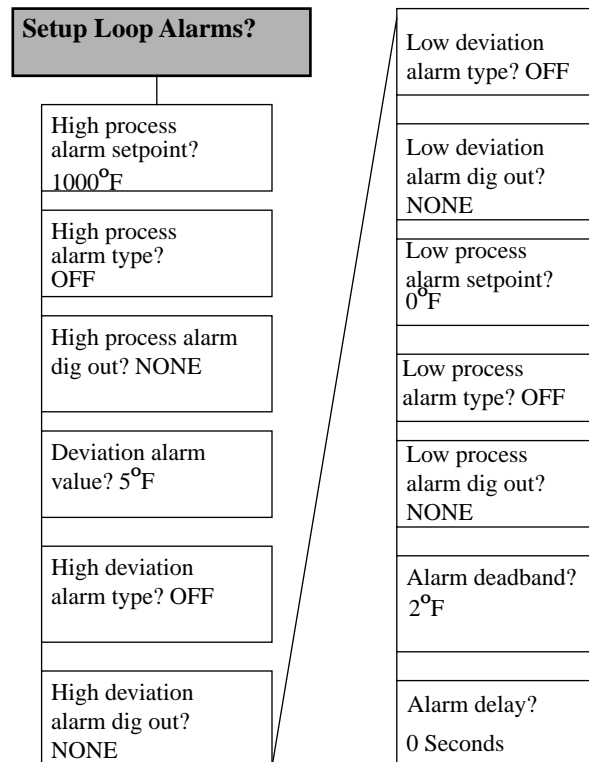 Setup Loop Alarms?
High process
alarm setpoint?
1000°F
High process
alarm type?
OFF
High process alarm
dig out? NONE
Deviation alarm
value? 5°F
High deviation
alarm type? OFF
High deviation
alarm dig out?
NONE
Low deviation
alarm type? OFF
Low deviation
alarm dig out?
NONE
Low process
alarm setpoint?
0°F
Low process
alarm type? OFF
Low process
alarm dig out?
NONE
Alarm deadband?
2°F
Alarm delay?
0 Seconds